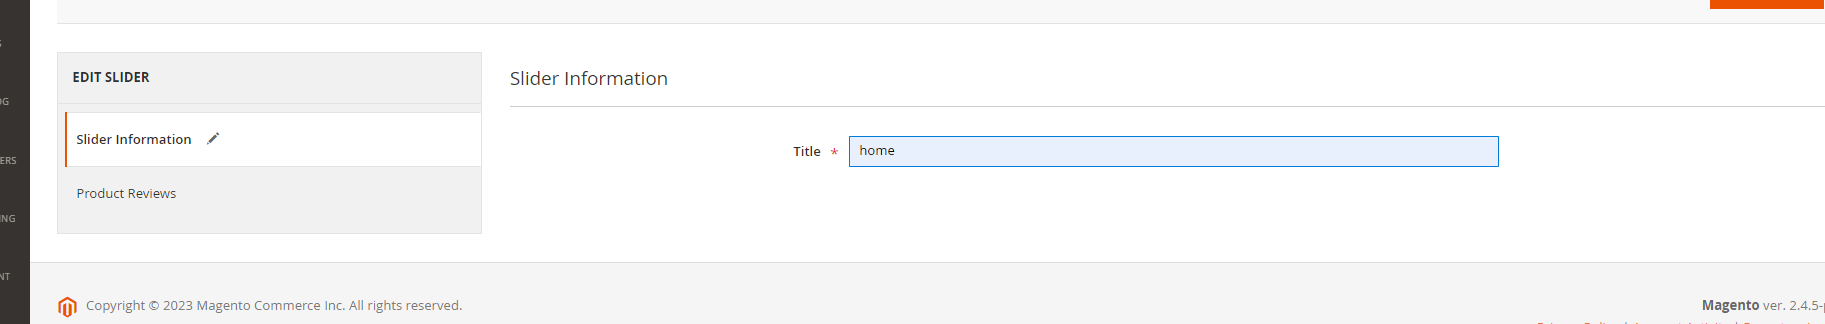 EDIT SLIDER
Slider Information
Product Reviews
Slider Information
Title *
home
OG
ERS
ING
NT
Copyright © 2023 Magento Commerce Inc. All rights reserved.
Magento ver. 2.4.5-p